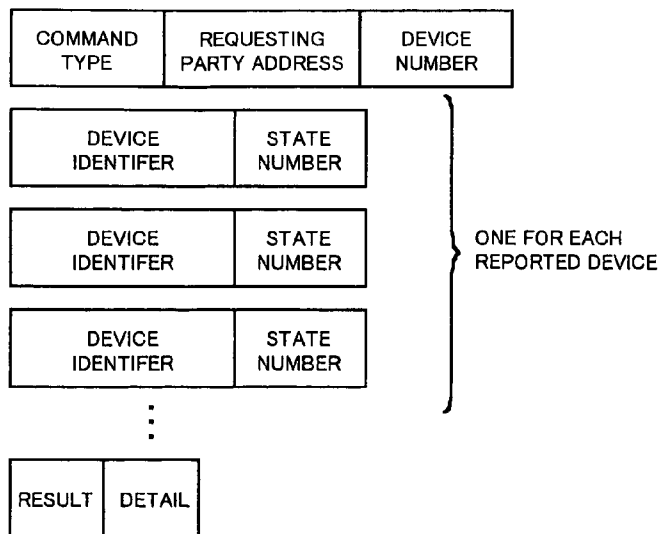 COMMAND TYPE
REQUESTING PARTY ADDRESS
DEVICE NUMBER
DEVICE IDENTIFER
STATE NUMBER
DEVICE IDENTIFER
STATE NUMBER
DEVICE IDENTIFER
STATE NUMBER
ONE FOR EACH
REPORTED DEVICE
RESULT
DETAIL